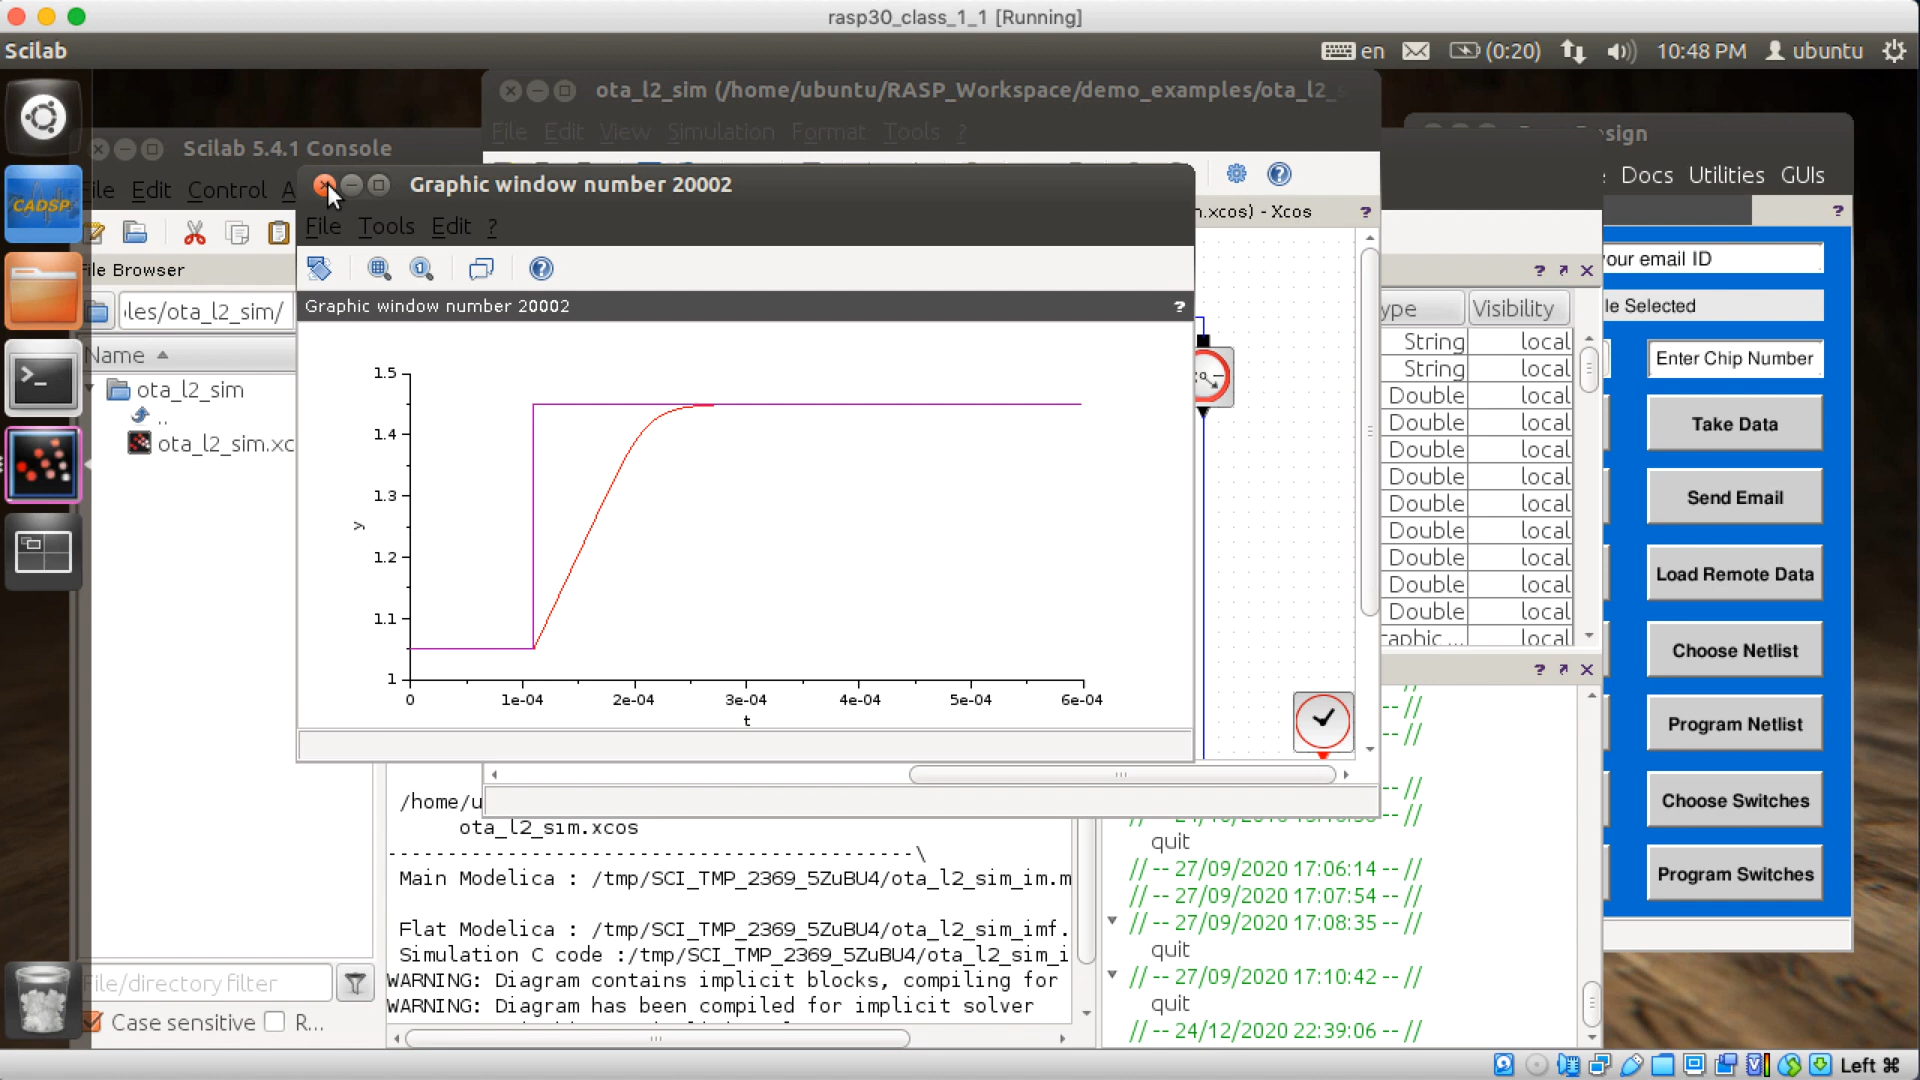 rasp30_class_1_1 [Running]
Scilab
en
(0:20)
10:48 PM
ubuntu
ota_l2_sim (/home/ubuntu/RASP_Workspace/demo_examples/ota_l2_s
File Edit View Simulation Format Tools ?
Design
Docs Utilities GUIs
Scilab 5.4.1 Console
File Edit Control A
Graphic window number 20002
File Tools Edit ?
n.xcos) - Xcos
File Browser
les/ota_l2_sim/
Name
ota_l2_sim
..
ota_l2_sim.xc
Graphic window number 20002
1.5
1.4
1.3
1.2
1.1
1
y
0 1e-04 2e-04 3e-04 4e-04 5e-04 6e-04
t
ype Visibility
String local
String local
Double local
Double local
Double local
Double local
Double local
Double local
Double local
Double local
Double local
raphic ... local
your email ID
le Selected
Enter Chip Number
Take Data
Send Email
Load Remote Data
Choose Netlist
Program Netlist
Choose Switches
Program Switches
CADSP
/home/u
ota_l2_sim.xcos
--------------------------------------------\
Main Modelica : /tmp/SCI_TMP_2369_5ZuBU4/ota_l2_sim_im.m
Flat Modelica : /tmp/SCI_TMP_2369_5ZuBU4/ota_l2_sim_imf.
Simulation C code :/tmp/SCI_TMP_2369_5ZuBU4/ota_l2_sim_i
WARNING: Diagram contains implicit blocks, compiling for
WARNING: Diagram has been compiled for implicit solver
-- //
-- //
-- //
quit
// -- 27/09/2020 17:06:14 -- //
// -- 27/09/2020 17:07:54 -- //
// -- 27/09/2020 17:08:35 -- //
quit
// -- 27/09/2020 17:10:42 -- //
quit
// -- 24/12/2020 22:39:06 -- //
File/directory filter
Case sensitive R...
Left ⌘